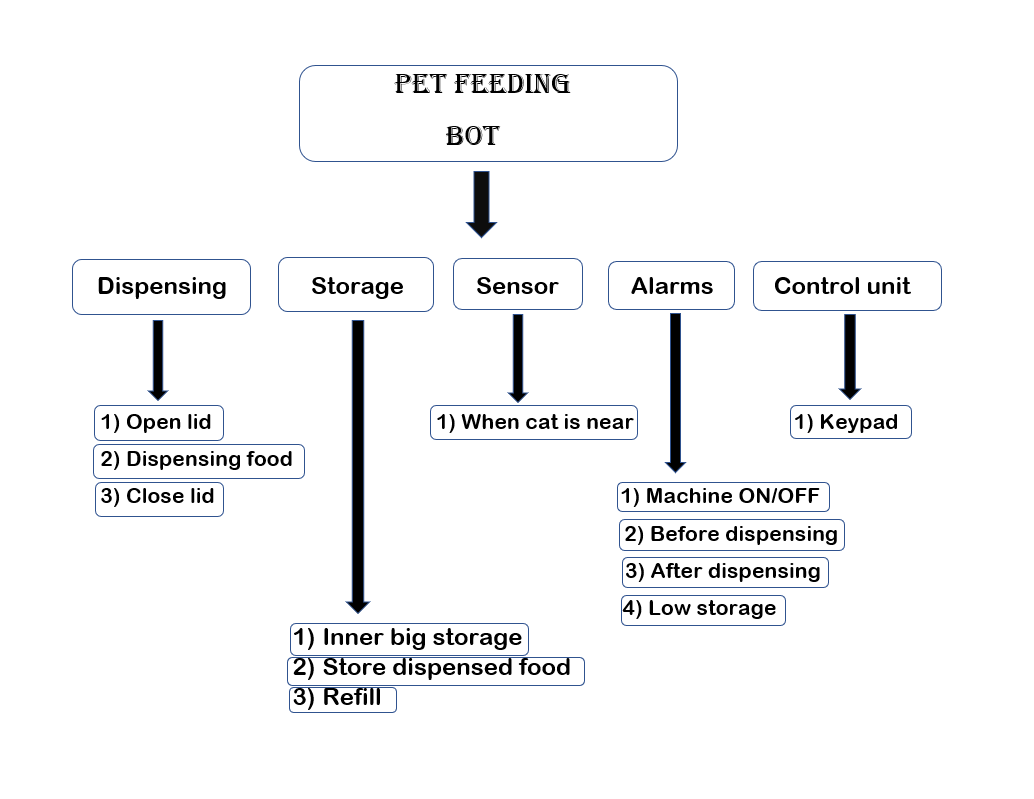 PET FEEDING
BOT
Dispensing
Storage
Sensor
Alarms
Control unit
1) Open lid
2) Dispensing food
3) Close lid
1) When cat is near
1) Keypad
1) Machine ON/OFF
2) Before dispensing
3) After dispensing
4) Low storage
1) Inner big storage
2) Store dispensed food
3) Refill